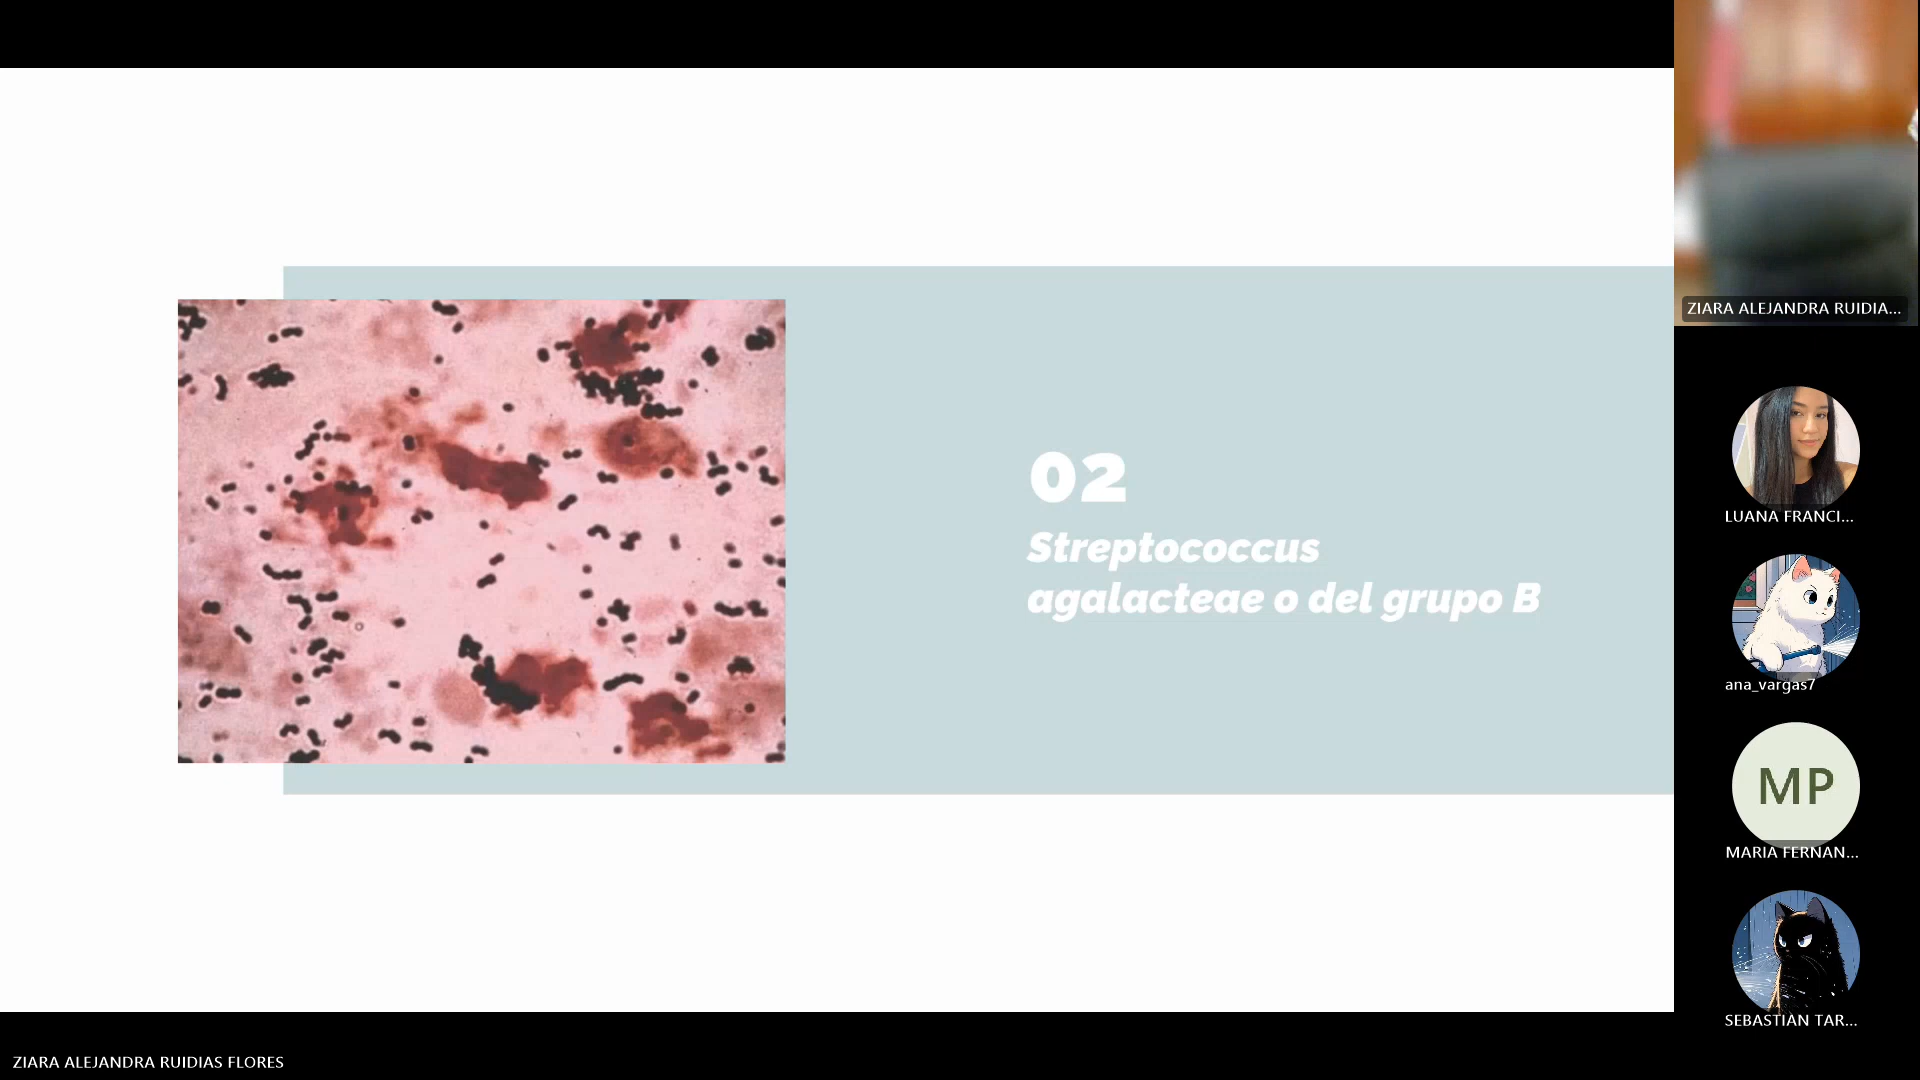 02
Streptococcus
agalacteae o del grupo B
ZIARA ALEJANDRA RUIDIA...
LUANA FRANCI...
ana_vargas7
MP
MARIA FERNAN...
SEBASTIAN TAR...
ZIARA ALEJANDRA RUIDIAS FLORES